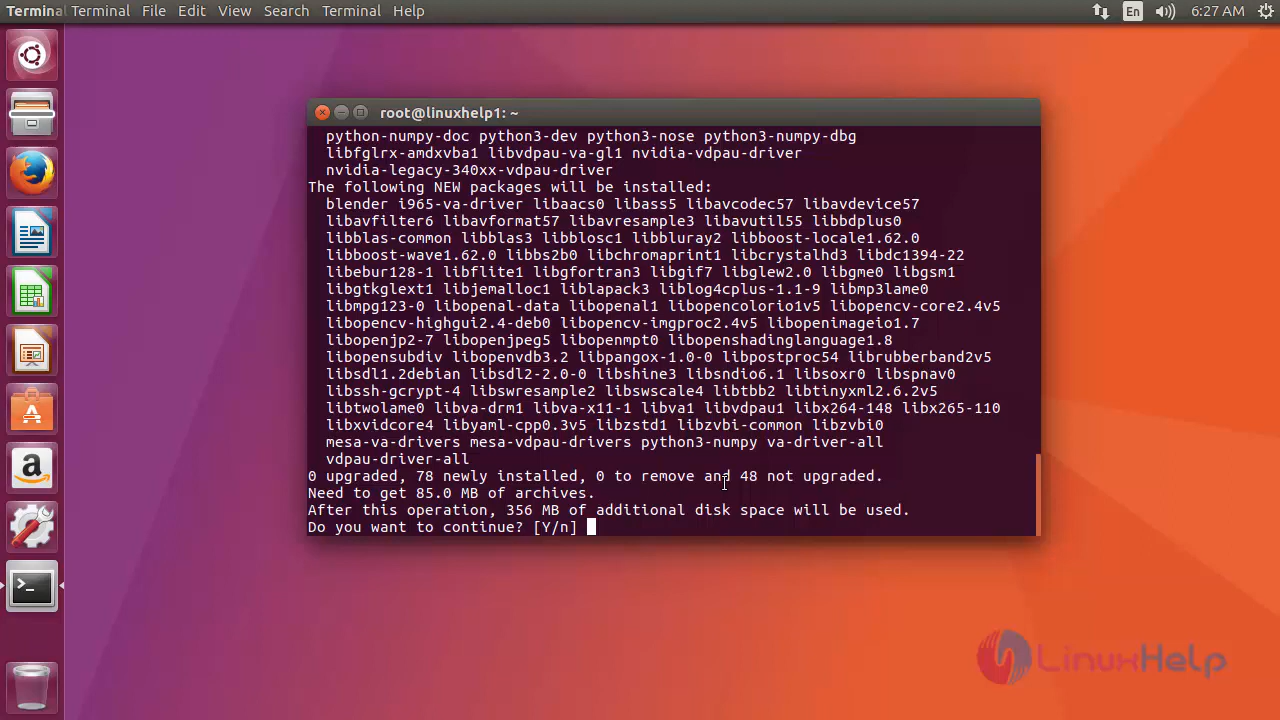 Terminal Terminal File Edit View Search Terminal Help En 6:27 AM
root@linuxhelp1: ~
python-numpy-doc python3-dev python3-nose python3-numpy-dbg
libfglrx-amdxvba1 libvdpau-va-gl1 nvidia-vdpau-driver
nvidia-legacy-340xx-vdpau-driver
The following NEW packages will be installed:
blender i965-va-driver libaacs0 libass5 libavcodec57 libavdevice57
libavfilter6 libavformat57 libavresample3 libavutil55 libbdplus0
libblas-common libblas3 libblosc1 libbluray2 libboost-locale1.62.0
libboost-wave1.62.0 libbs2b0 libchromaprint1 libcrystalhd3 libdc1394-22
libebur128-1 libflite1 libgfortran3 libgif7 libglew2.0 libgme0 libgsm1
libgtkglext1 libjemalloc1 liblapack3 liblog4cplus-1.1-9 libmp3lame0
libmpg123-0 libopenal-data libopenal1 libopencolorio1v5 libopencv-core2.4v5
libopencv-highgui2.4-deb0 libopencv-imgproc2.4v5 libopenimageio1.7
libopenjp2-7 libopenjpeg5 libopenmpt0 libopenshadinglanguage1.8
libopensubdiv libopenvdb3.2 libpangox-1.0-0 libpostproc54 librubberband2v5
libsdl1.2debian libsdl2-2.0-0 libshine3 libsndio6.1 libsoxr0 libspnav0
libssh-gcrypt-4 libswresample2 libswscale4 libtbb2 libtinyxml2.6.2v5
libtwolame0 libva-drm1 libva-x11-1 libva1 libvdpau1 libx264-148 libx265-110
libxvidcore4 libyaml-cpp0.3v5 libzstd1 libzvbi-common libzvbi0
mesa-va-drivers mesa-vdpau-drivers python3-numpy va-driver-all
vdpau-driver-all
0 upgraded, 78 newly installed, 0 to remove and 48 not upgraded.
Need to get 85.0 MB of archives.
After this operation, 356 MB of additional disk space will be used.
Do you want to continue? [Y/n]
LinuxHelp